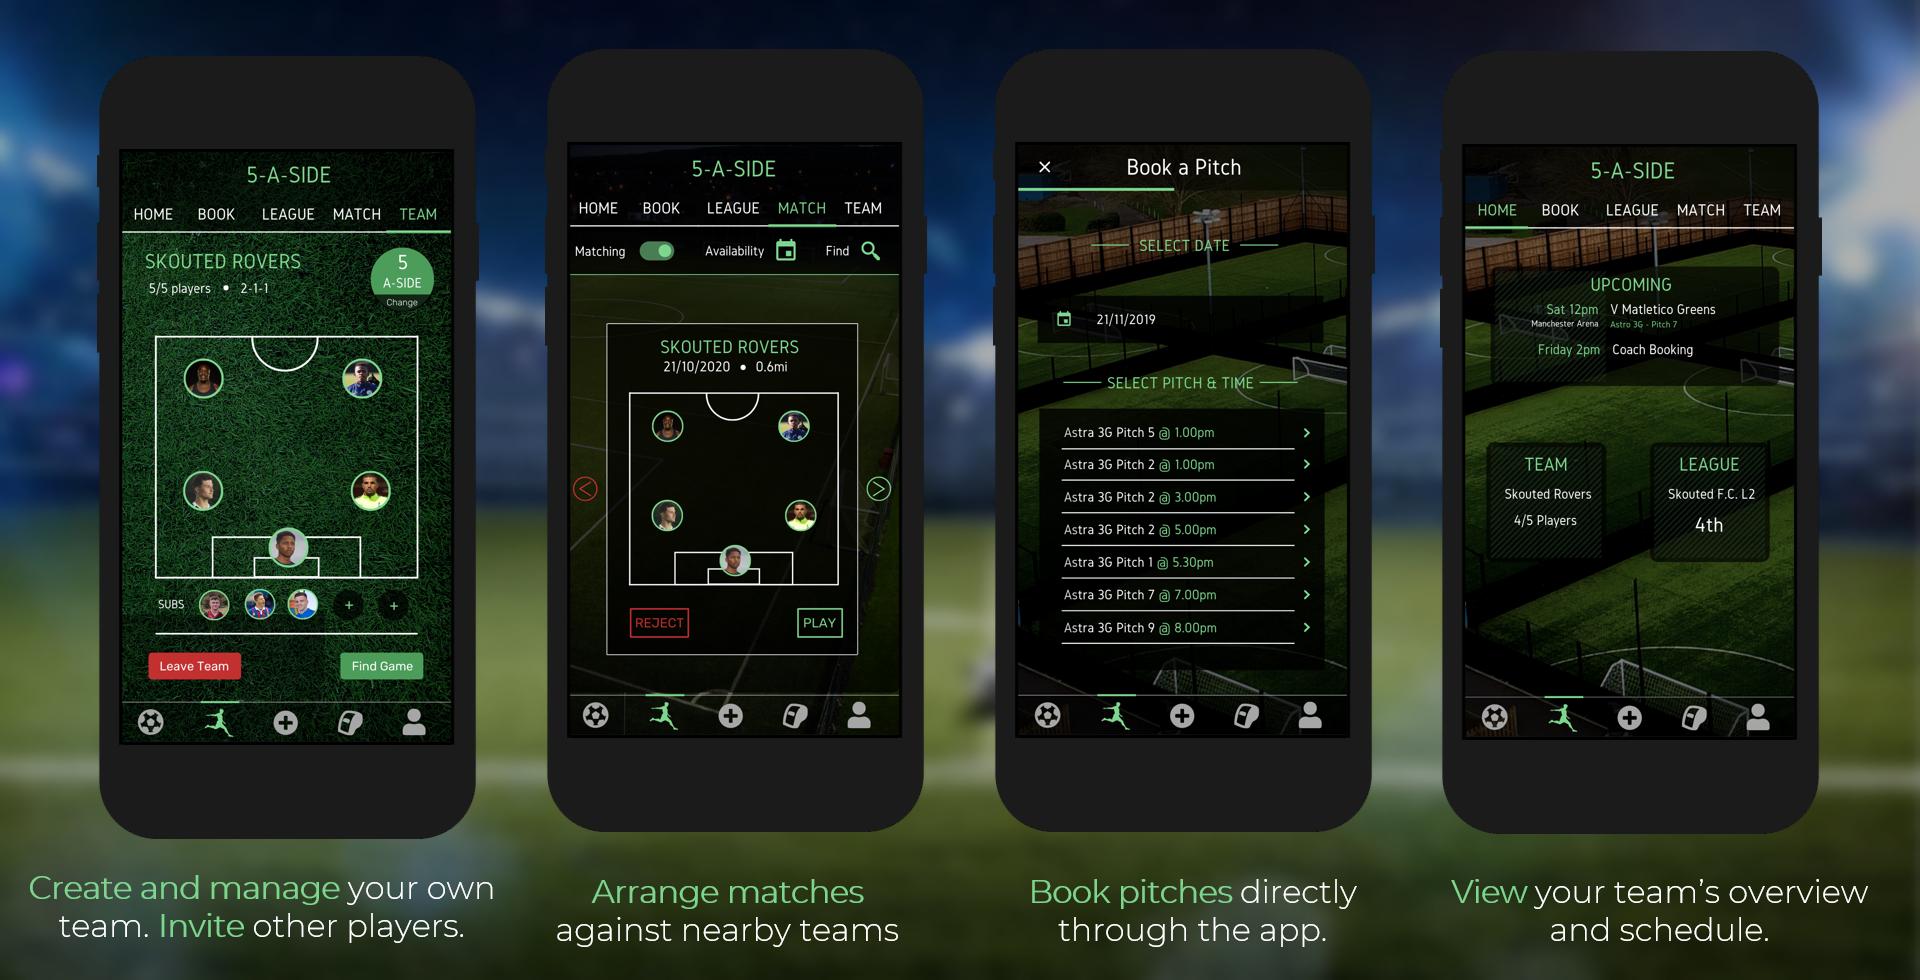 5-A-SIDE
HOME BOOK LEAGUE MATCH TEAM
SKOUTED ROVERS
5/5 players • 2-1-1
5
A-SIDE
Change
SUBS
+ +
Leave Team Find Game
Create and manage your own
team. Invite other players.
5-A-SIDE
HOME BOOK LEAGUE MATCH TEAM
Matching Availability Find
SKOUTED ROVERS
21/10/2020 • 0.6mi
REJECT PLAY
Arrange matches
against nearby teams
Book a Pitch
SELECT DATE
21/11/2019
SELECT PITCH & TIME
Astra 3G Pitch 5 @ 1.00pm
Astra 3G Pitch 2 @ 1.00pm
Astra 3G Pitch 2 @ 3.00pm
Astra 3G Pitch 2 @ 5.00pm
Astra 3G Pitch 1 @ 5.30pm
Astra 3G Pitch 7 @ 7.00pm
Astra 3G Pitch 9 @ 8.00pm
Book pitches directly
through the app.
5-A-SIDE
HOME BOOK LEAGUE MATCH TEAM
UPCOMING
Sat 12pm V Matletico Greens
Manchester Arena Astro 3G - Pitch 7
Friday 2pm Coach Booking
TEAM
Skouted Rovers
4/5 Players
LEAGUE
Skouted F.C. L2
4th
View your team's overview
and schedule.